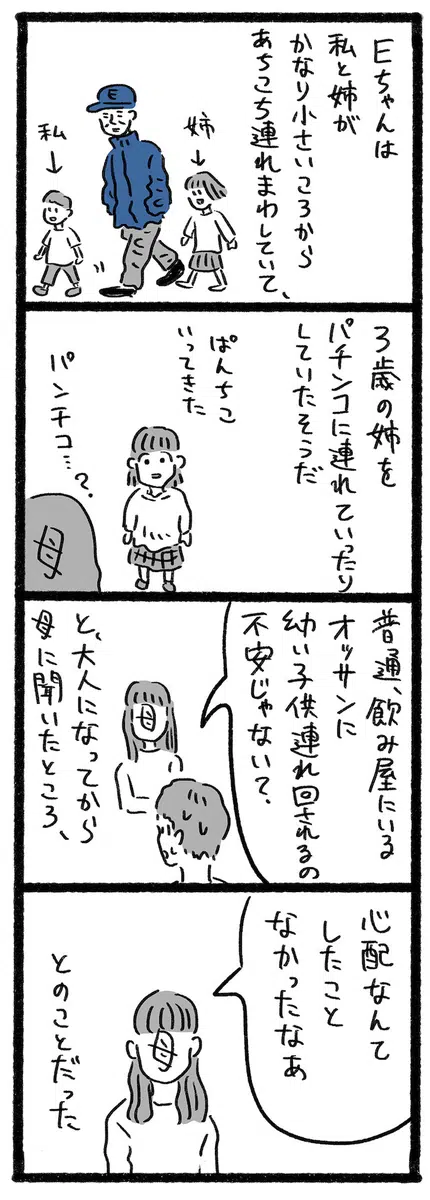 Eちゃんは
私と姉が
かなり小さいころから
あちこち連れまわしていて、
姉
私
E
3歳の姉を
パチンコに連れていったり
していたそうだ
ぱんちこ
いってきた
パンチコ…?
母
普通、飲み屋にいる
オッサンに
幼い子供連れ回されるの
不安じゃない?
母
と、大人になってから
母に聞いたところ、
心配なんて
したこと
なかったなあ
母
とのことだった